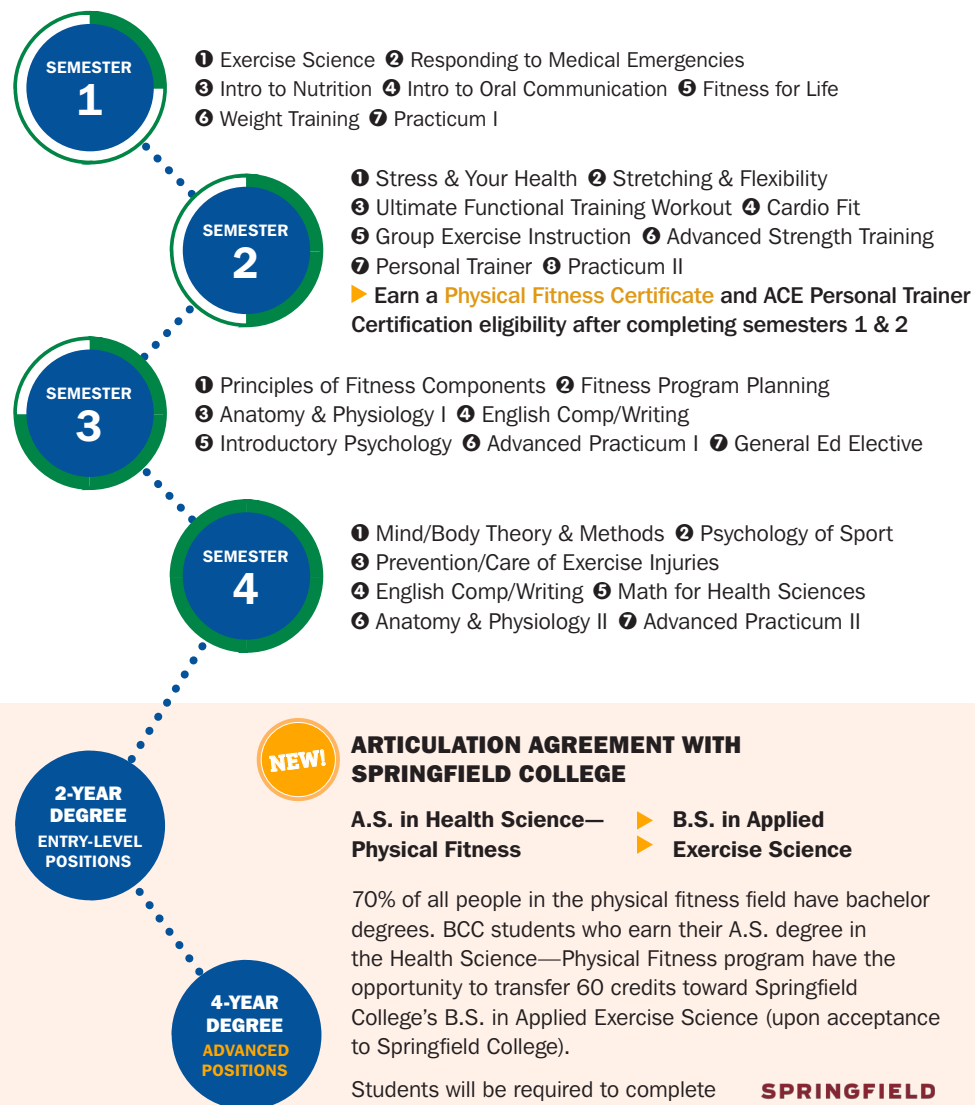 SEMESTER
1
❶ Exercise Science ❷ Responding to Medical Emergencies
❸ Intro to Nutrition ❹ Intro to Oral Communication ❺ Fitness for Life
❻ Weight Training ❼ Practicum I
SEMESTER
2
❶ Stress & Your Health ❷ Stretching & Flexibility
❸ Ultimate Functional Training Workout ❹ Cardio Fit
❺ Group Exercise Instruction ❻ Advanced Strength Training
❼ Personal Trainer ❽ Practicum II
▶ Earn a Physical Fitness Certificate and ACE Personal Trainer
Certification eligibility after completing semesters 1 & 2
SEMESTER
3
❶ Principles of Fitness Components ❷ Fitness Program Planning
❸ Anatomy & Physiology I ❹ English Comp/Writing
❺ Introductory Psychology ❻ Advanced Practicum I ❼ General Ed Elective
SEMESTER
4
❶ Mind/Body Theory & Methods ❷ Psychology of Sport
❸ Prevention/Care of Exercise Injuries
❹ English Comp/Writing ❺ Math for Health Sciences
❻ Anatomy & Physiology II ❼ Advanced Practicum II
2-YEAR
DEGREE
ENTRY-LEVEL
POSITIONS
NEW!
ARTICULATION AGREEMENT WITH
SPRINGFIELD COLLEGE
A.S. in Health Science—
Physical Fitness
▶ B.S. in Applied
▶ Exercise Science
70% of all people in the physical fitness field have bachelor
degrees. BCC students who earn their A.S. degree in
the Health Science—Physical Fitness program have the
opportunity to transfer 60 credits toward Springfield
College's B.S. in Applied Exercise Science (upon acceptance
to Springfield College).
4-YEAR
DEGREE
ADVANCED
POSITIONS
Students will be required to complete
SPRINGFIELD